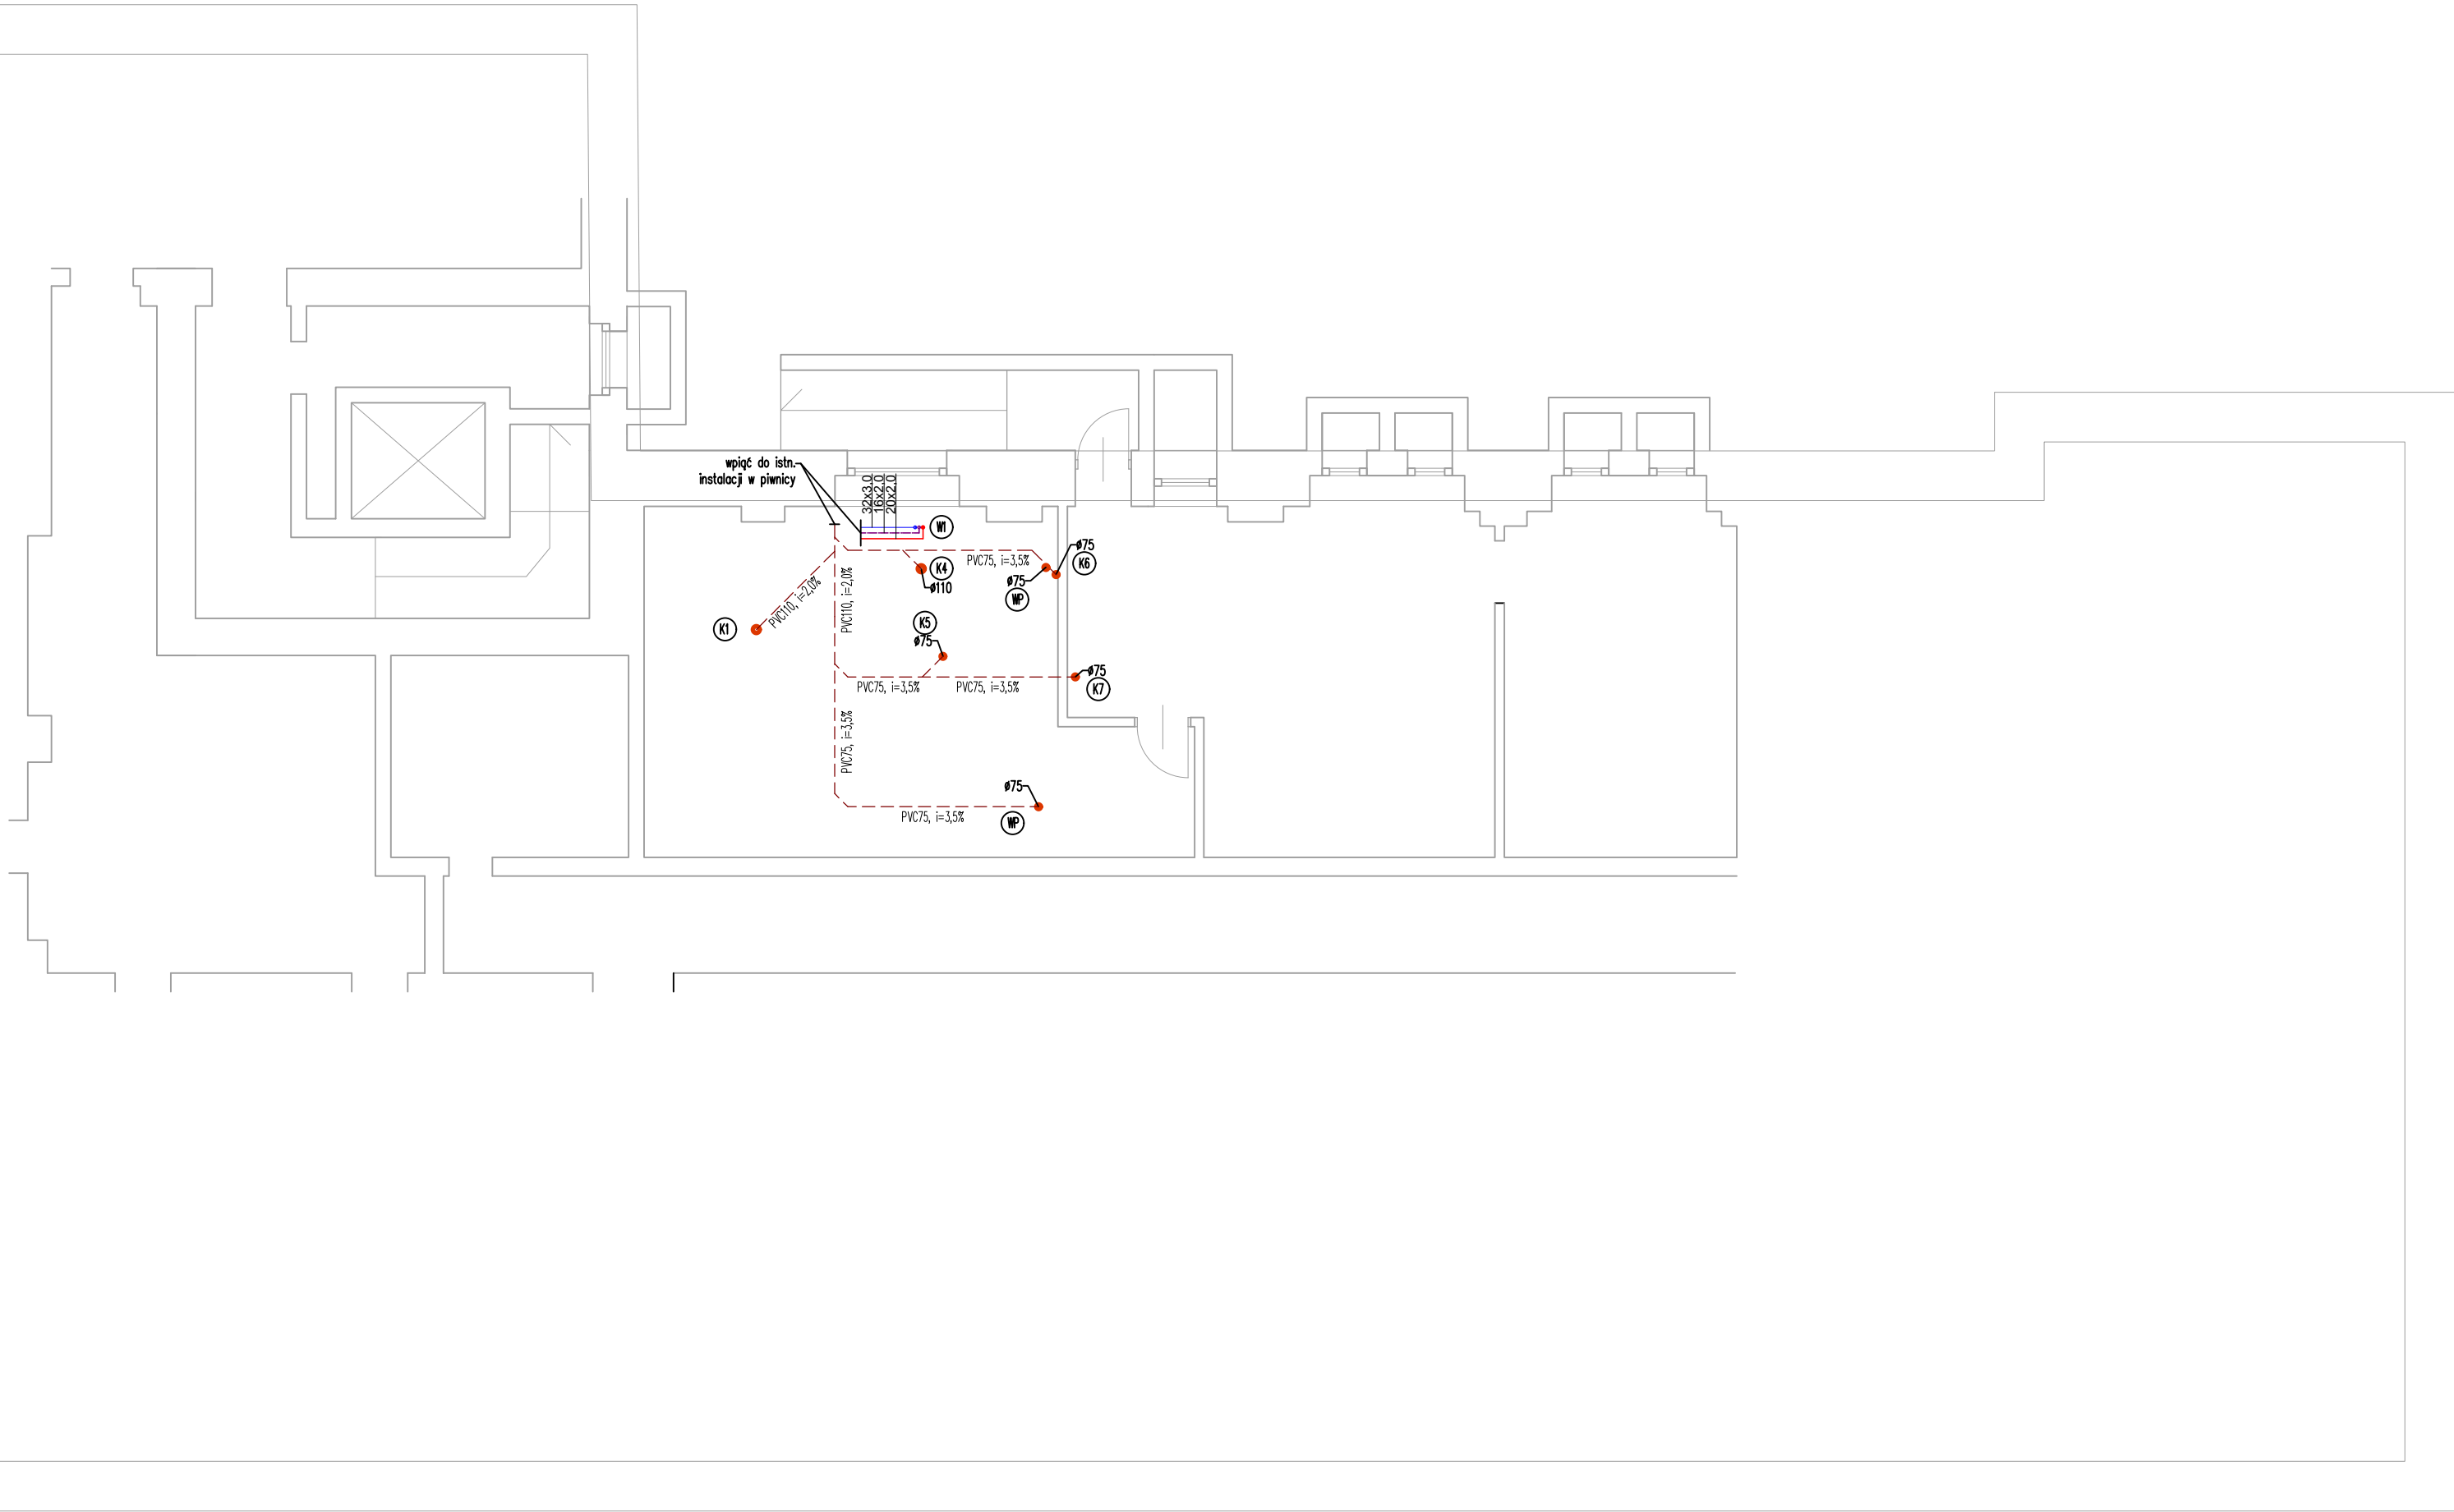 wpiąć do istn.
instalacji w piwnicy
32x3,0
16x2,0
20x2,0
W1
ø75
K6
PVC75, i=3,5%
K4
ø110
ø75
WP
PVC110, i=2,0%
PVC110, i=2,0%
K1
K5
ø75
ø75
K7
PVC75, i=3,5%
PVC75, i=3,5%
PVC75, i=3,5%
ø75
WP
PVC75, i=3,5%